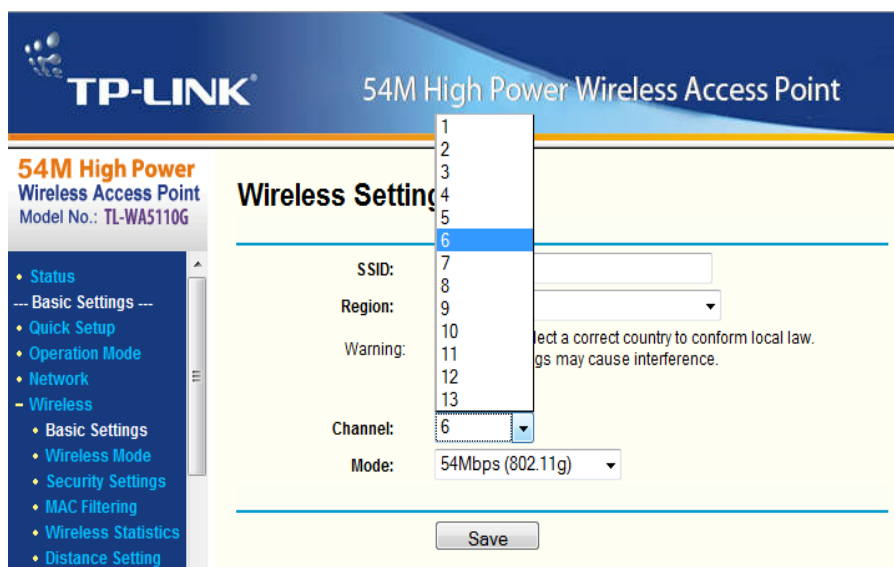 TP-LINK®
54M High Power Wireless Access Point
54M High Power
Wireless Access Point
Model No.: TL-WA5110G
Status
--- Basic Settings ---
Quick Setup
Operation Mode
Network
Wireless
Basic Settings
Wireless Mode
Security Settings
MAC Filtering
Wireless Statistics
Distance Setting
Wireless Setting
SSID:
Region:
Warning: lect a correct country to conform local law.
gs may cause interference.
1
2
3
4
5
6
7
8
9
10
11
12
13
Channel: 6
Mode: 54Mbps (802.11g)
Save